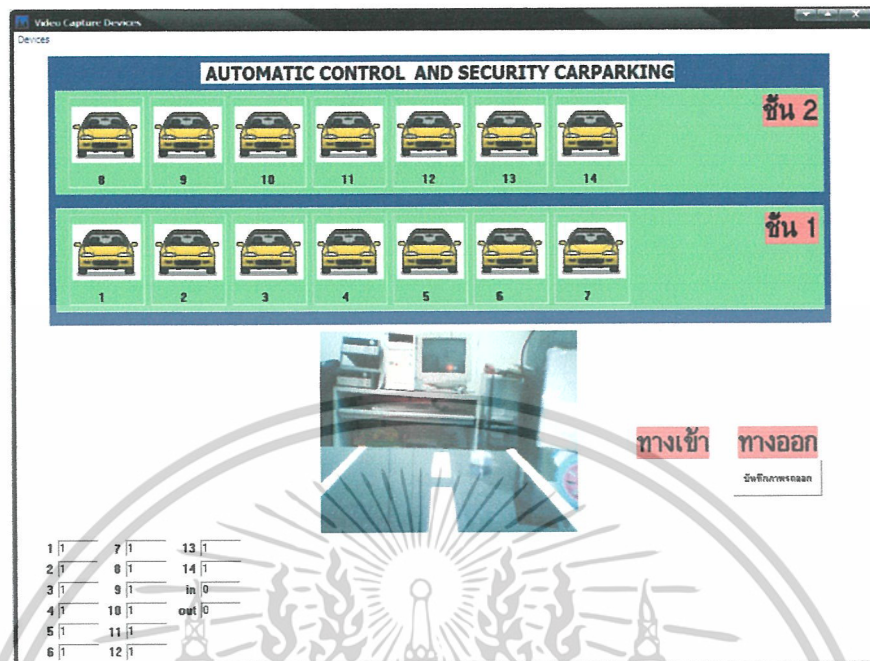 Video Capture Devices
Devices
AUTOMATIC CONTROL AND SECURITY CARPARKING
ชั้น 2
8 9 10 11 12 13 14
ชั้น 1
1 2 3 4 5 6 7
ทางเข้า ทางออก
บันทึกภาพรถออก
1 1 7 1 13 1
2 1 8 1 14 1
3 1 9 1 in 0
4 1 10 1 out 0
5 1 11 1
6 1 12 1